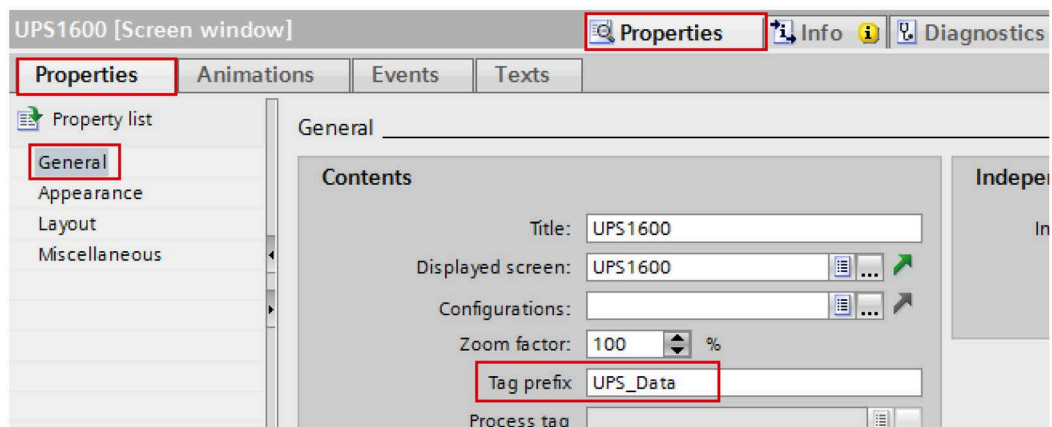 UPS1600 [Screen window]
Properties
Info
Diagnostics
Properties
Animations
Events
Texts
Property list
General
Appearance
Layout
Miscellaneous
General
Contents
Title: UPS1600
Displayed screen: UPS1600
Configurations:
Zoom factor: 100 %
Tag prefix UPS_Data
Process tag